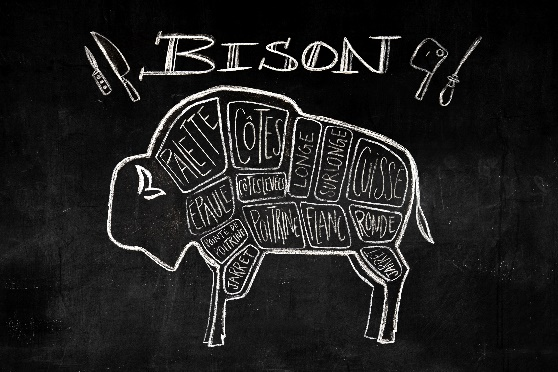 BISON
PALETTE
CÔTES
LONGE
SURLONGE
CUISSE
ÉPAULE
CÔTES LEVÉES
POINTE DE POITRINE
POITRINE
FLANC
RONDE
JARRET
JARRET